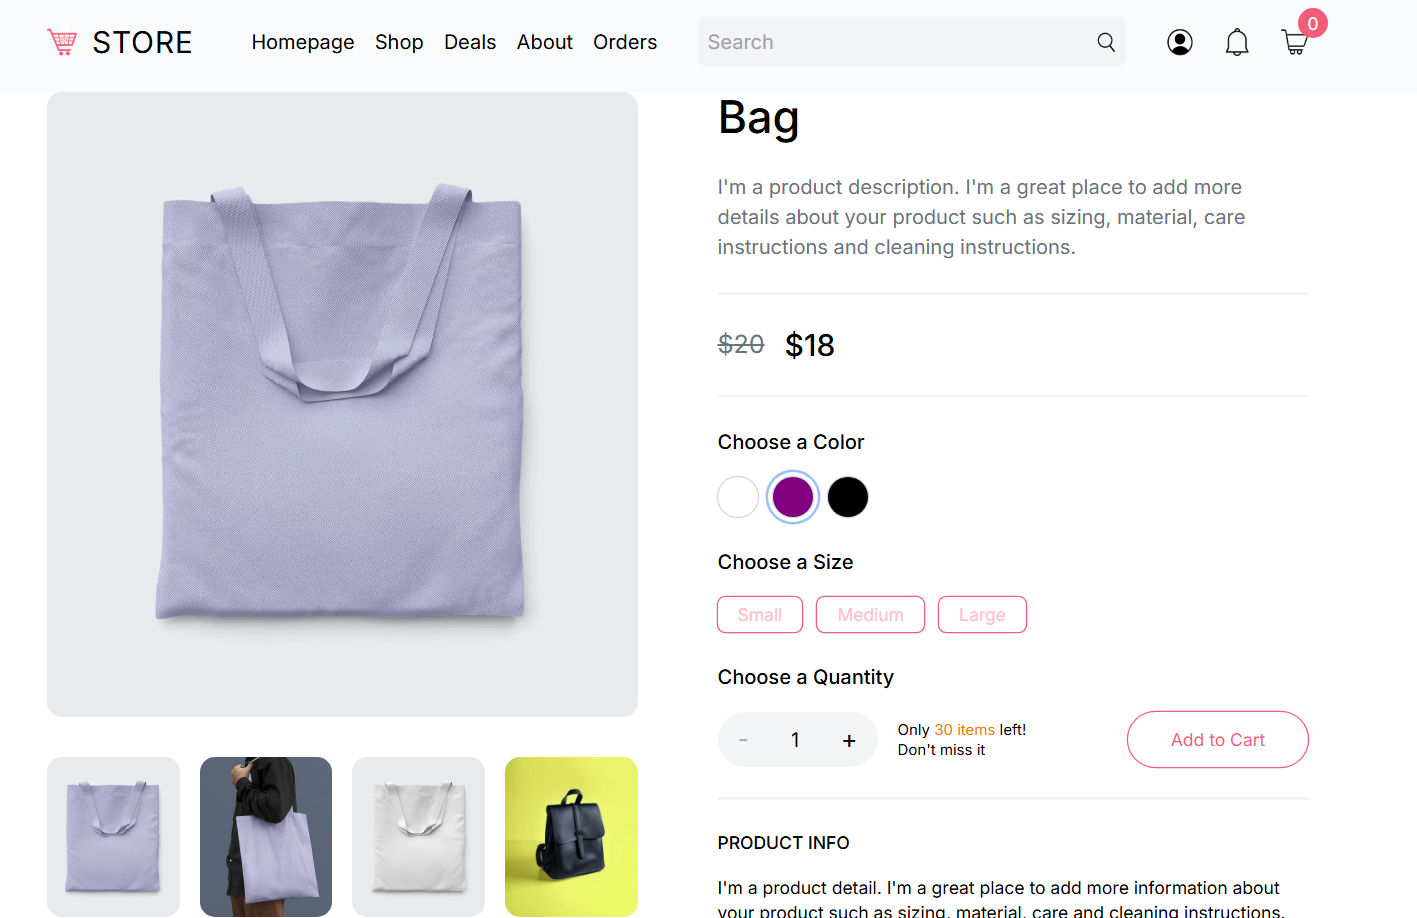 STORE
Homepage Shop Deals About Orders
Search
0
Bag
I'm a product description. I'm a great place to add more
details about your product such as sizing, material, care
instructions and cleaning instructions.
$20 $18
Choose a Color
Choose a Size
Small Medium Large
Choose a Quantity
- 1 +
Only 30 items left!
Don't miss it
Add to Cart
PRODUCT INFO
I'm a product detail. I'm a great place to add more information about
your product such as sizing, material, care and cleaning instructions.